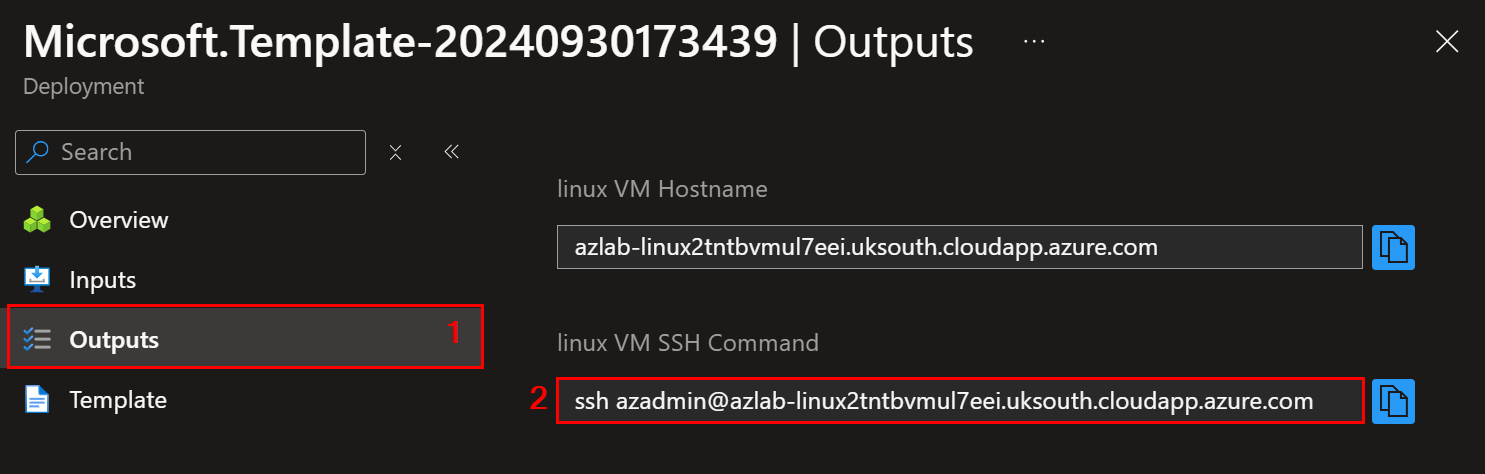 Microsoft.Template-20240930173439 | Outputs ...
Deployment
Search
Overview
Inputs
Outputs 1
Template
linux VM Hostname
azlab-linux2tntbvmul7eei.uksouth.cloudapp.azure.com
linux VM SSH Command
2 ssh azadmin@azlab-linux2tntbvmul7eei.uksouth.cloudapp.azure.com